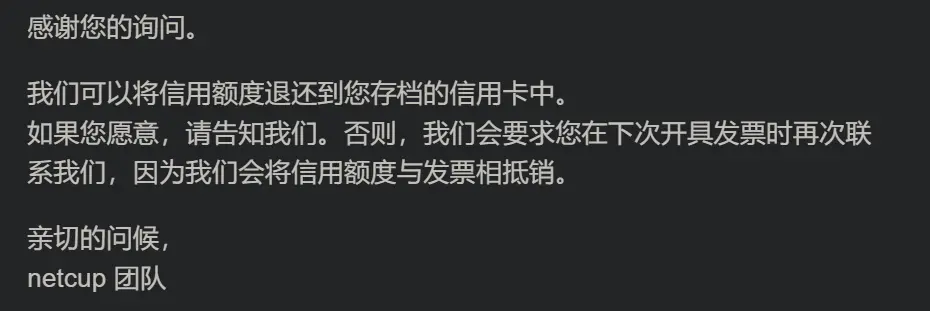 感谢您的询问。
我们可以将信用额度退还到您存档的信用卡中。
如果您愿意，请告知我们。否则，我们会要求您在下次开具发票时再次联
系我们，因为我们会将信用额度与发票相抵销。
亲切的问候，
netcup 团队